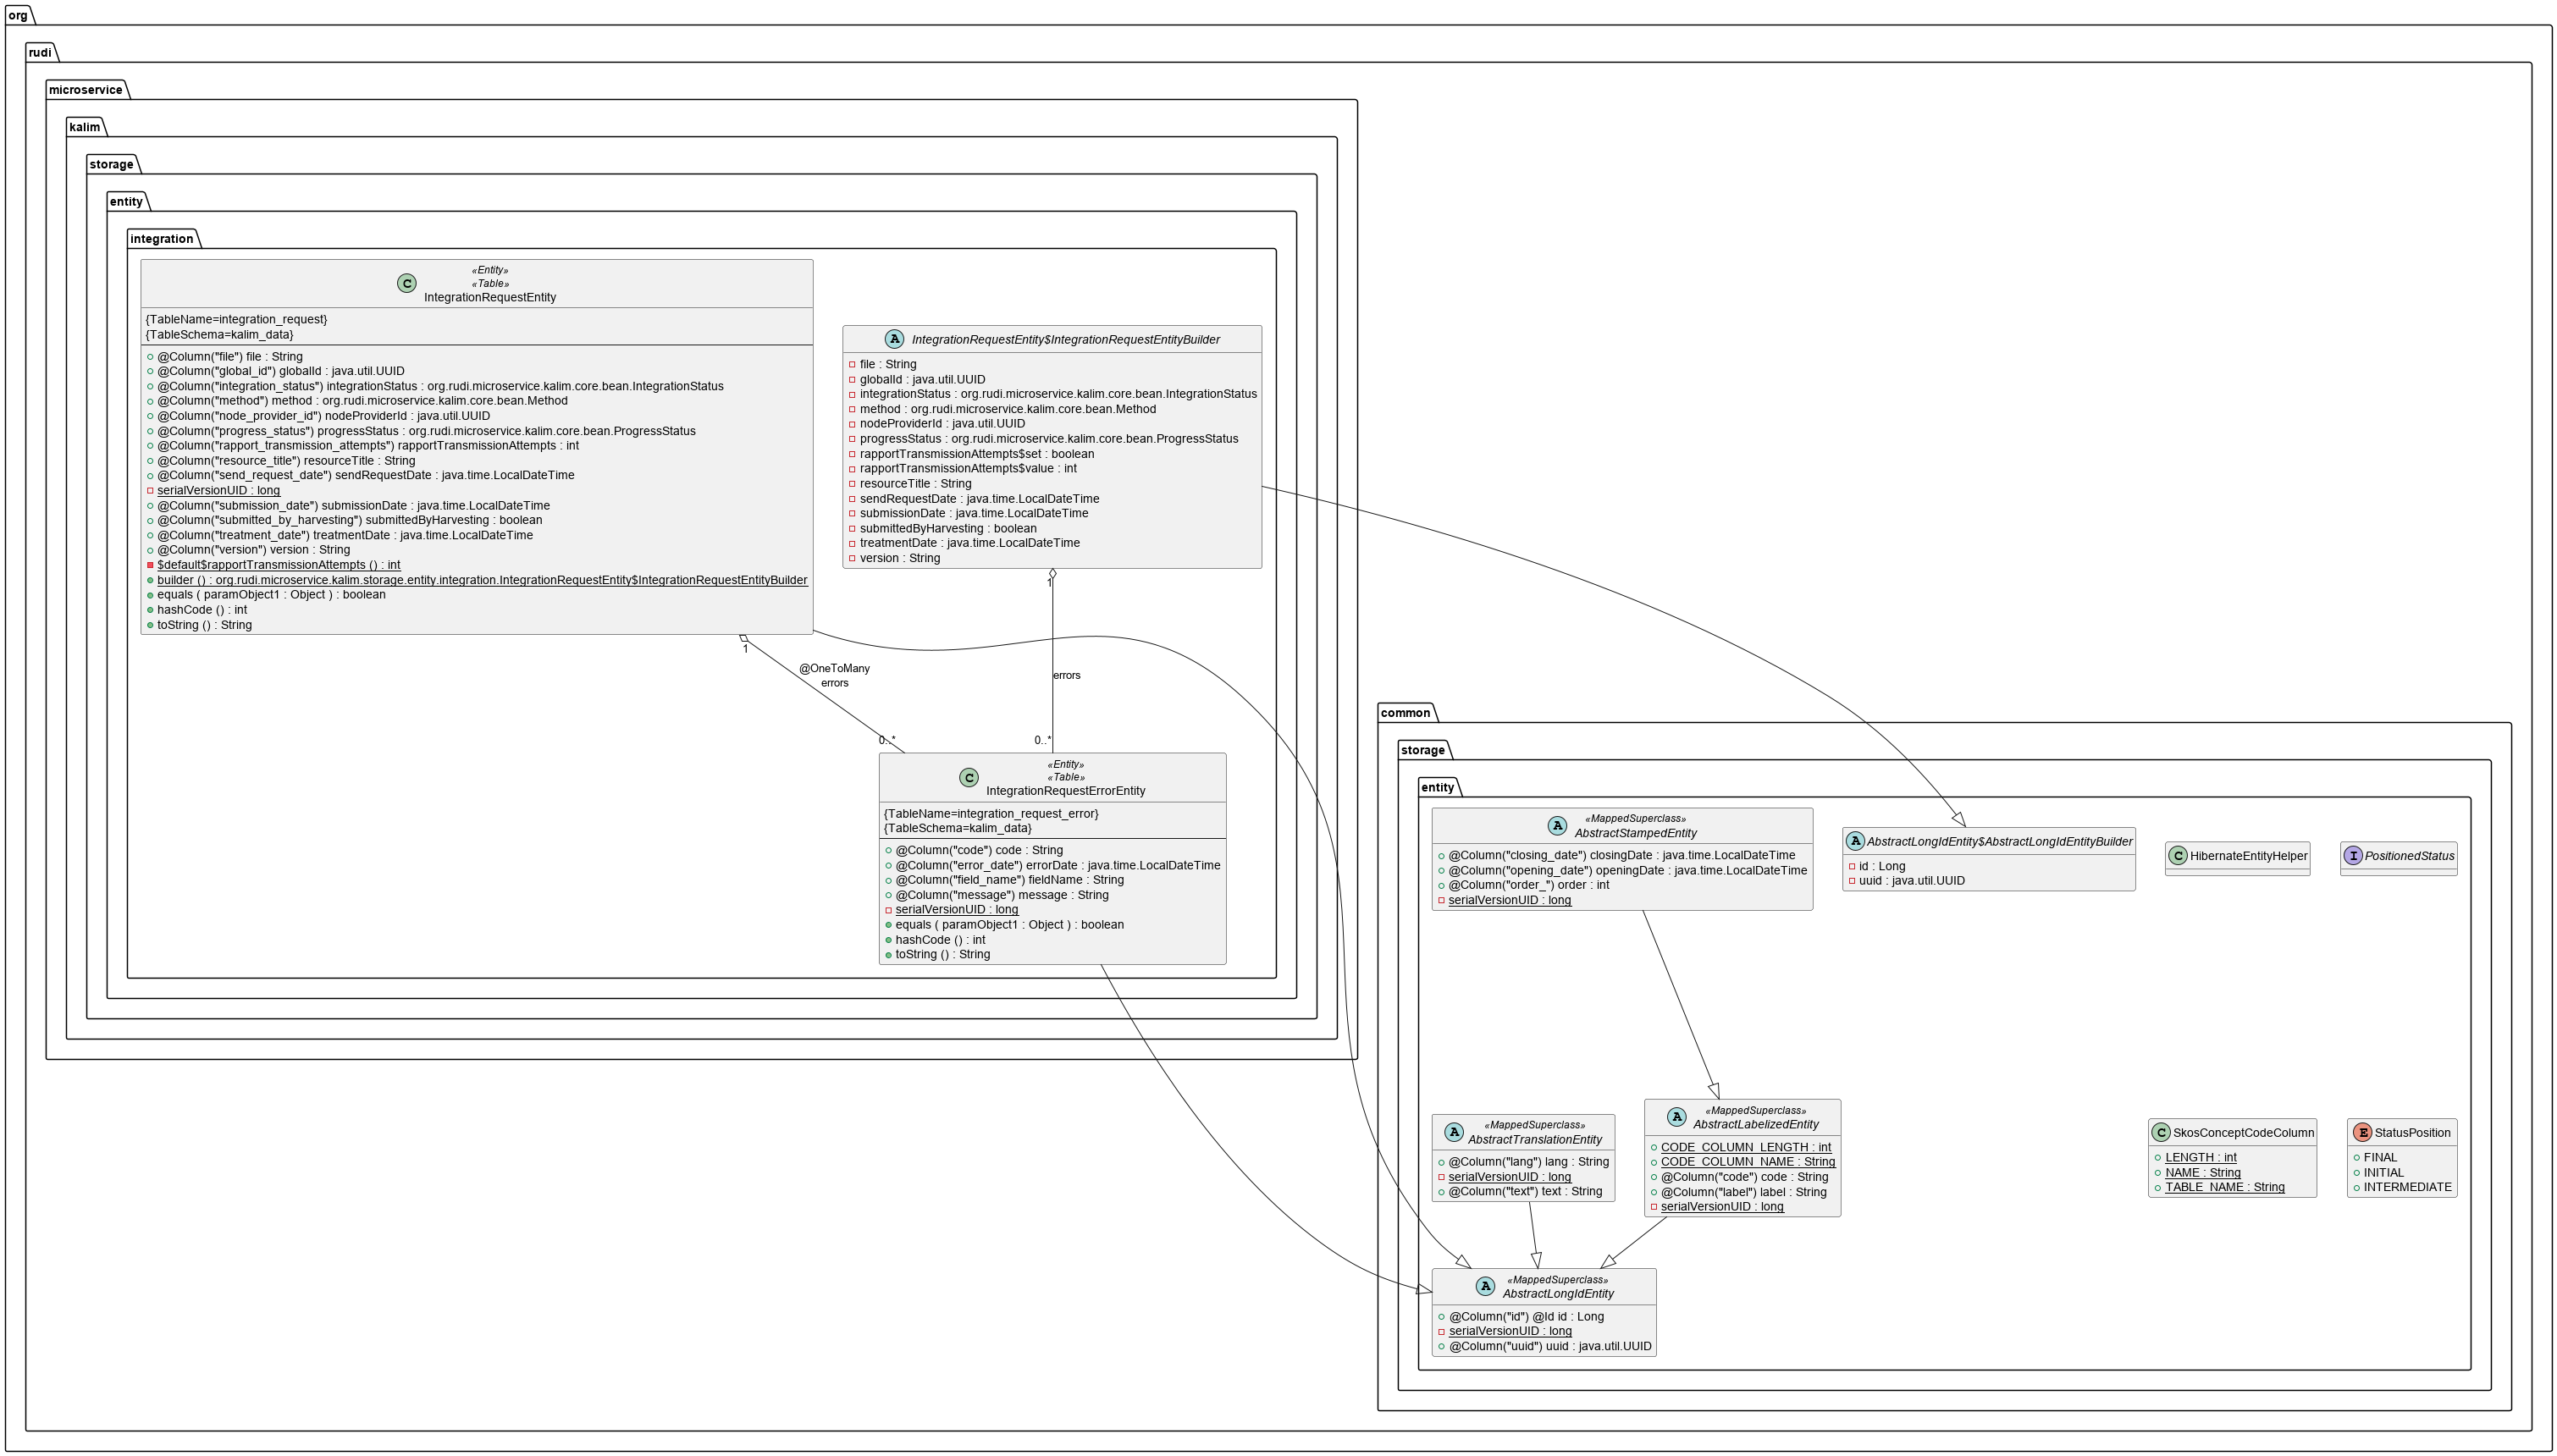 org
rudi
microservice
kalim
storage
entity
integration
«Entity»
«Table»
C
IntegrationRequestEntity
{TableName=integration_request}
{TableSchema=kalim_data}
@Column("file") file : String
@Column("global_id") globalId : java.util.UUID
@Column("integration_status") integrationStatus : org.rudi.microservice.kalim.core.bean.IntegrationStatus
@Column("method") method : org.rudi.microservice.kalim.core.bean.Method
@Column("node_provider_id") nodeProviderId : java.util.UUID
@Column("progress_status") progressStatus : org.rudi.microservice.kalim.core.bean.ProgressStatus
@Column("rapport_transmission_attempts") rapportTransmissionAttempts : int
@Column("resource_title") resourceTitle : String
@Column("send_request_date") sendRequestDate : java.time.LocalDateTime
serialVersionUID : long
@Column("submission_date") submissionDate : java.time.LocalDateTime
@Column("submitted_by_harvesting") submittedByHarvesting : boolean
@Column("treatment_date") treatmentDate : java.time.LocalDateTime
@Column("version") version : String
$default$rapportTransmissionAttempts () : int
builder () : org.rudi.microservice.kalim.storage.entity.integration.IntegrationRequestEntity$IntegrationRequestEntityBuilder
equals ( paramObject1 : Object ) : boolean
hashCode () : int
toString () : String
A IntegrationRequestEntity$IntegrationRequestEntityBuilder
file : String
globalId : java.util.UUID
integrationStatus : org.rudi.microservice.kalim.core.bean.IntegrationStatus
method : org.rudi.microservice.kalim.core.bean.Method
nodeProviderId : java.util.UUID
progressStatus : org.rudi.microservice.kalim.core.bean.ProgressStatus
rapportTransmissionAttempts$set : boolean
rapportTransmissionAttempts$value : int
resourceTitle : String
sendRequestDate : java.time.LocalDateTime
submissionDate : java.time.LocalDateTime
submittedByHarvesting : boolean
treatmentDate : java.time.LocalDateTime
version : String
1
@OneToMany
errors
0..*
1
errors
0..*
«Entity»
«Table»
C
IntegrationRequestErrorEntity
{TableName=integration_request_error}
{TableSchema=kalim_data}
@Column("code") code : String
@Column("error_date") errorDate : java.time.LocalDateTime
@Column("field_name") fieldName : String
@Column("message") message : String
serialVersionUID : long
equals ( paramObject1 : Object ) : boolean
hashCode () : int
toString () : String
common
storage
entity
«MappedSuperclass»
A
AbstractStampedEntity
@Column("closing_date") closingDate : java.time.LocalDateTime
@Column("opening_date") openingDate : java.time.LocalDateTime
@Column("order_") order : int
serialVersionUID : long
A AbstractLongIdEntity$AbstractLongIdEntityBuilder
id : Long
uuid : java.util.UUID
C HibernateEntityHelper
I PositionedStatus
«MappedSuperclass»
A
AbstractTranslationEntity
@Column("lang") lang : String
serialVersionUID : long
@Column("text") text : String
«MappedSuperclass»
A
AbstractLabelizedEntity
CODE_COLUMN_LENGTH : int
CODE_COLUMN_NAME : String
@Column("code") code : String
@Column("label") label : String
serialVersionUID : long
C SkosConceptCodeColumn
LENGTH : int
NAME : String
TABLE_NAME : String
E StatusPosition
FINAL
INITIAL
INTERMEDIATE
«MappedSuperclass»
A
AbstractLongIdEntity
@Column("id") @Id id : Long
serialVersionUID : long
@Column("uuid") uuid : java.util.UUID